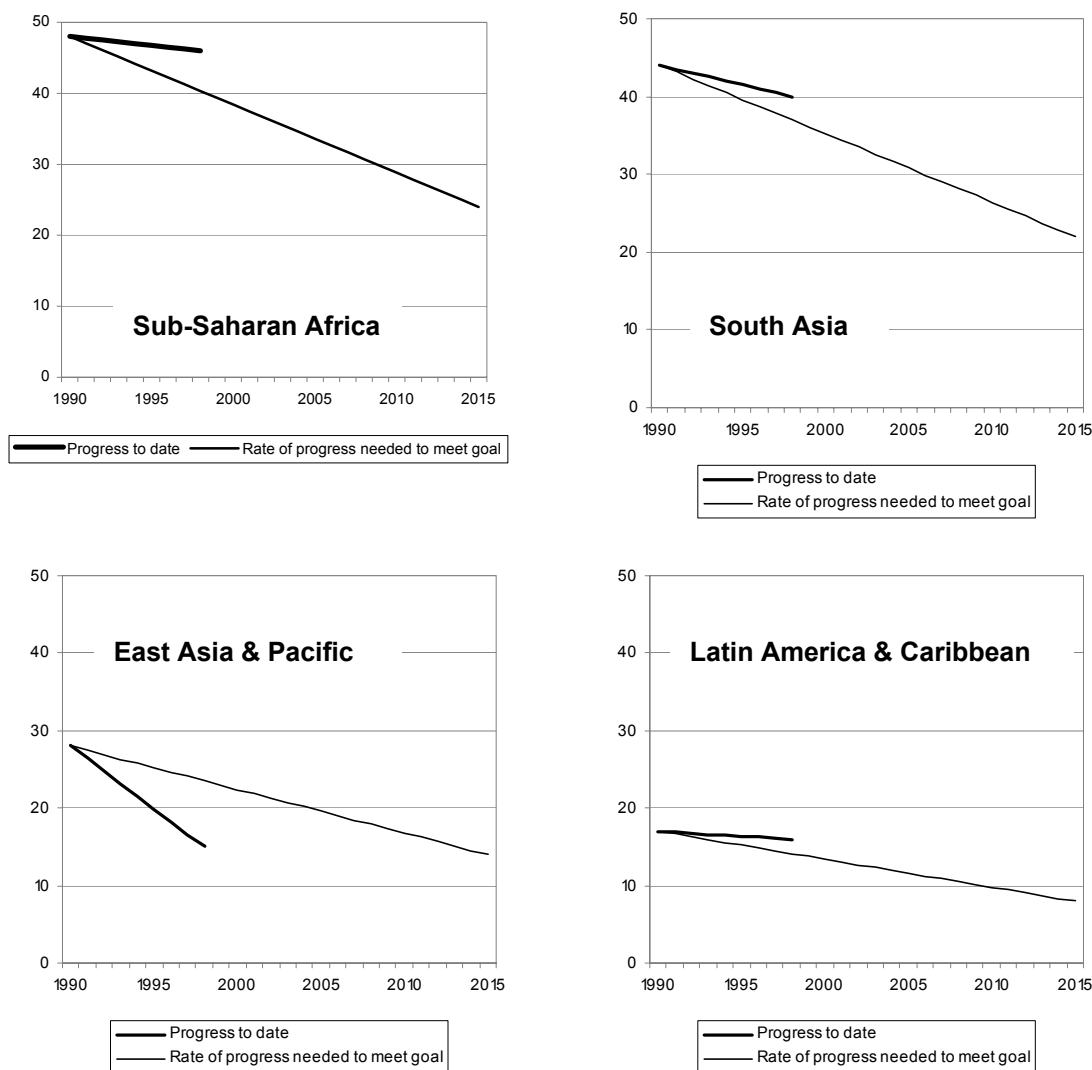 50
40
30
20
10
0
Sub-Saharan Africa
1990 1995 2000 2005 2010 2015
Progress to date Rate of progress needed to meet goal
50
40
30
20
10
0
South Asia
1990 1995 2000 2005 2010 2015
Progress to date
Rate of progress needed to meet goal
50
40
30
20
10
0
East Asia & Pacific
1990 1995 2000 2005 2010 2015
Progress to date
Rate of progress needed to meet goal
50
40
30
20
10
0
Latin America & Caribbean
1990 1995 2000 2005 2010 2015
Progress to date
Rate of progress needed to meet goal